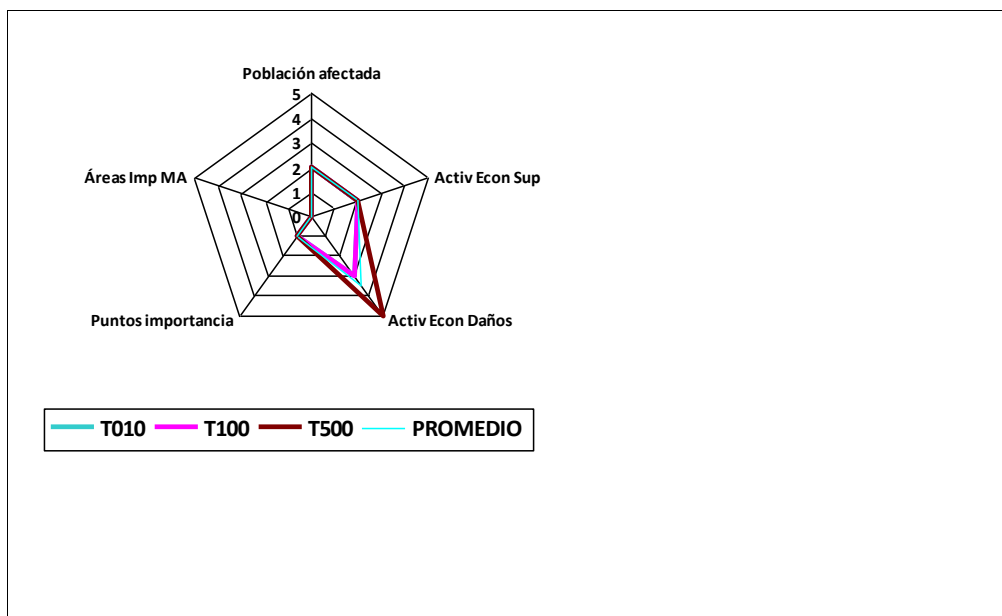 Población afectada
5
4
3
2
1
0
Áreas Imp MA
Activ Econ Sup
Puntos importancia
Activ Econ Daños
T010 T100 T500 PROMEDIO